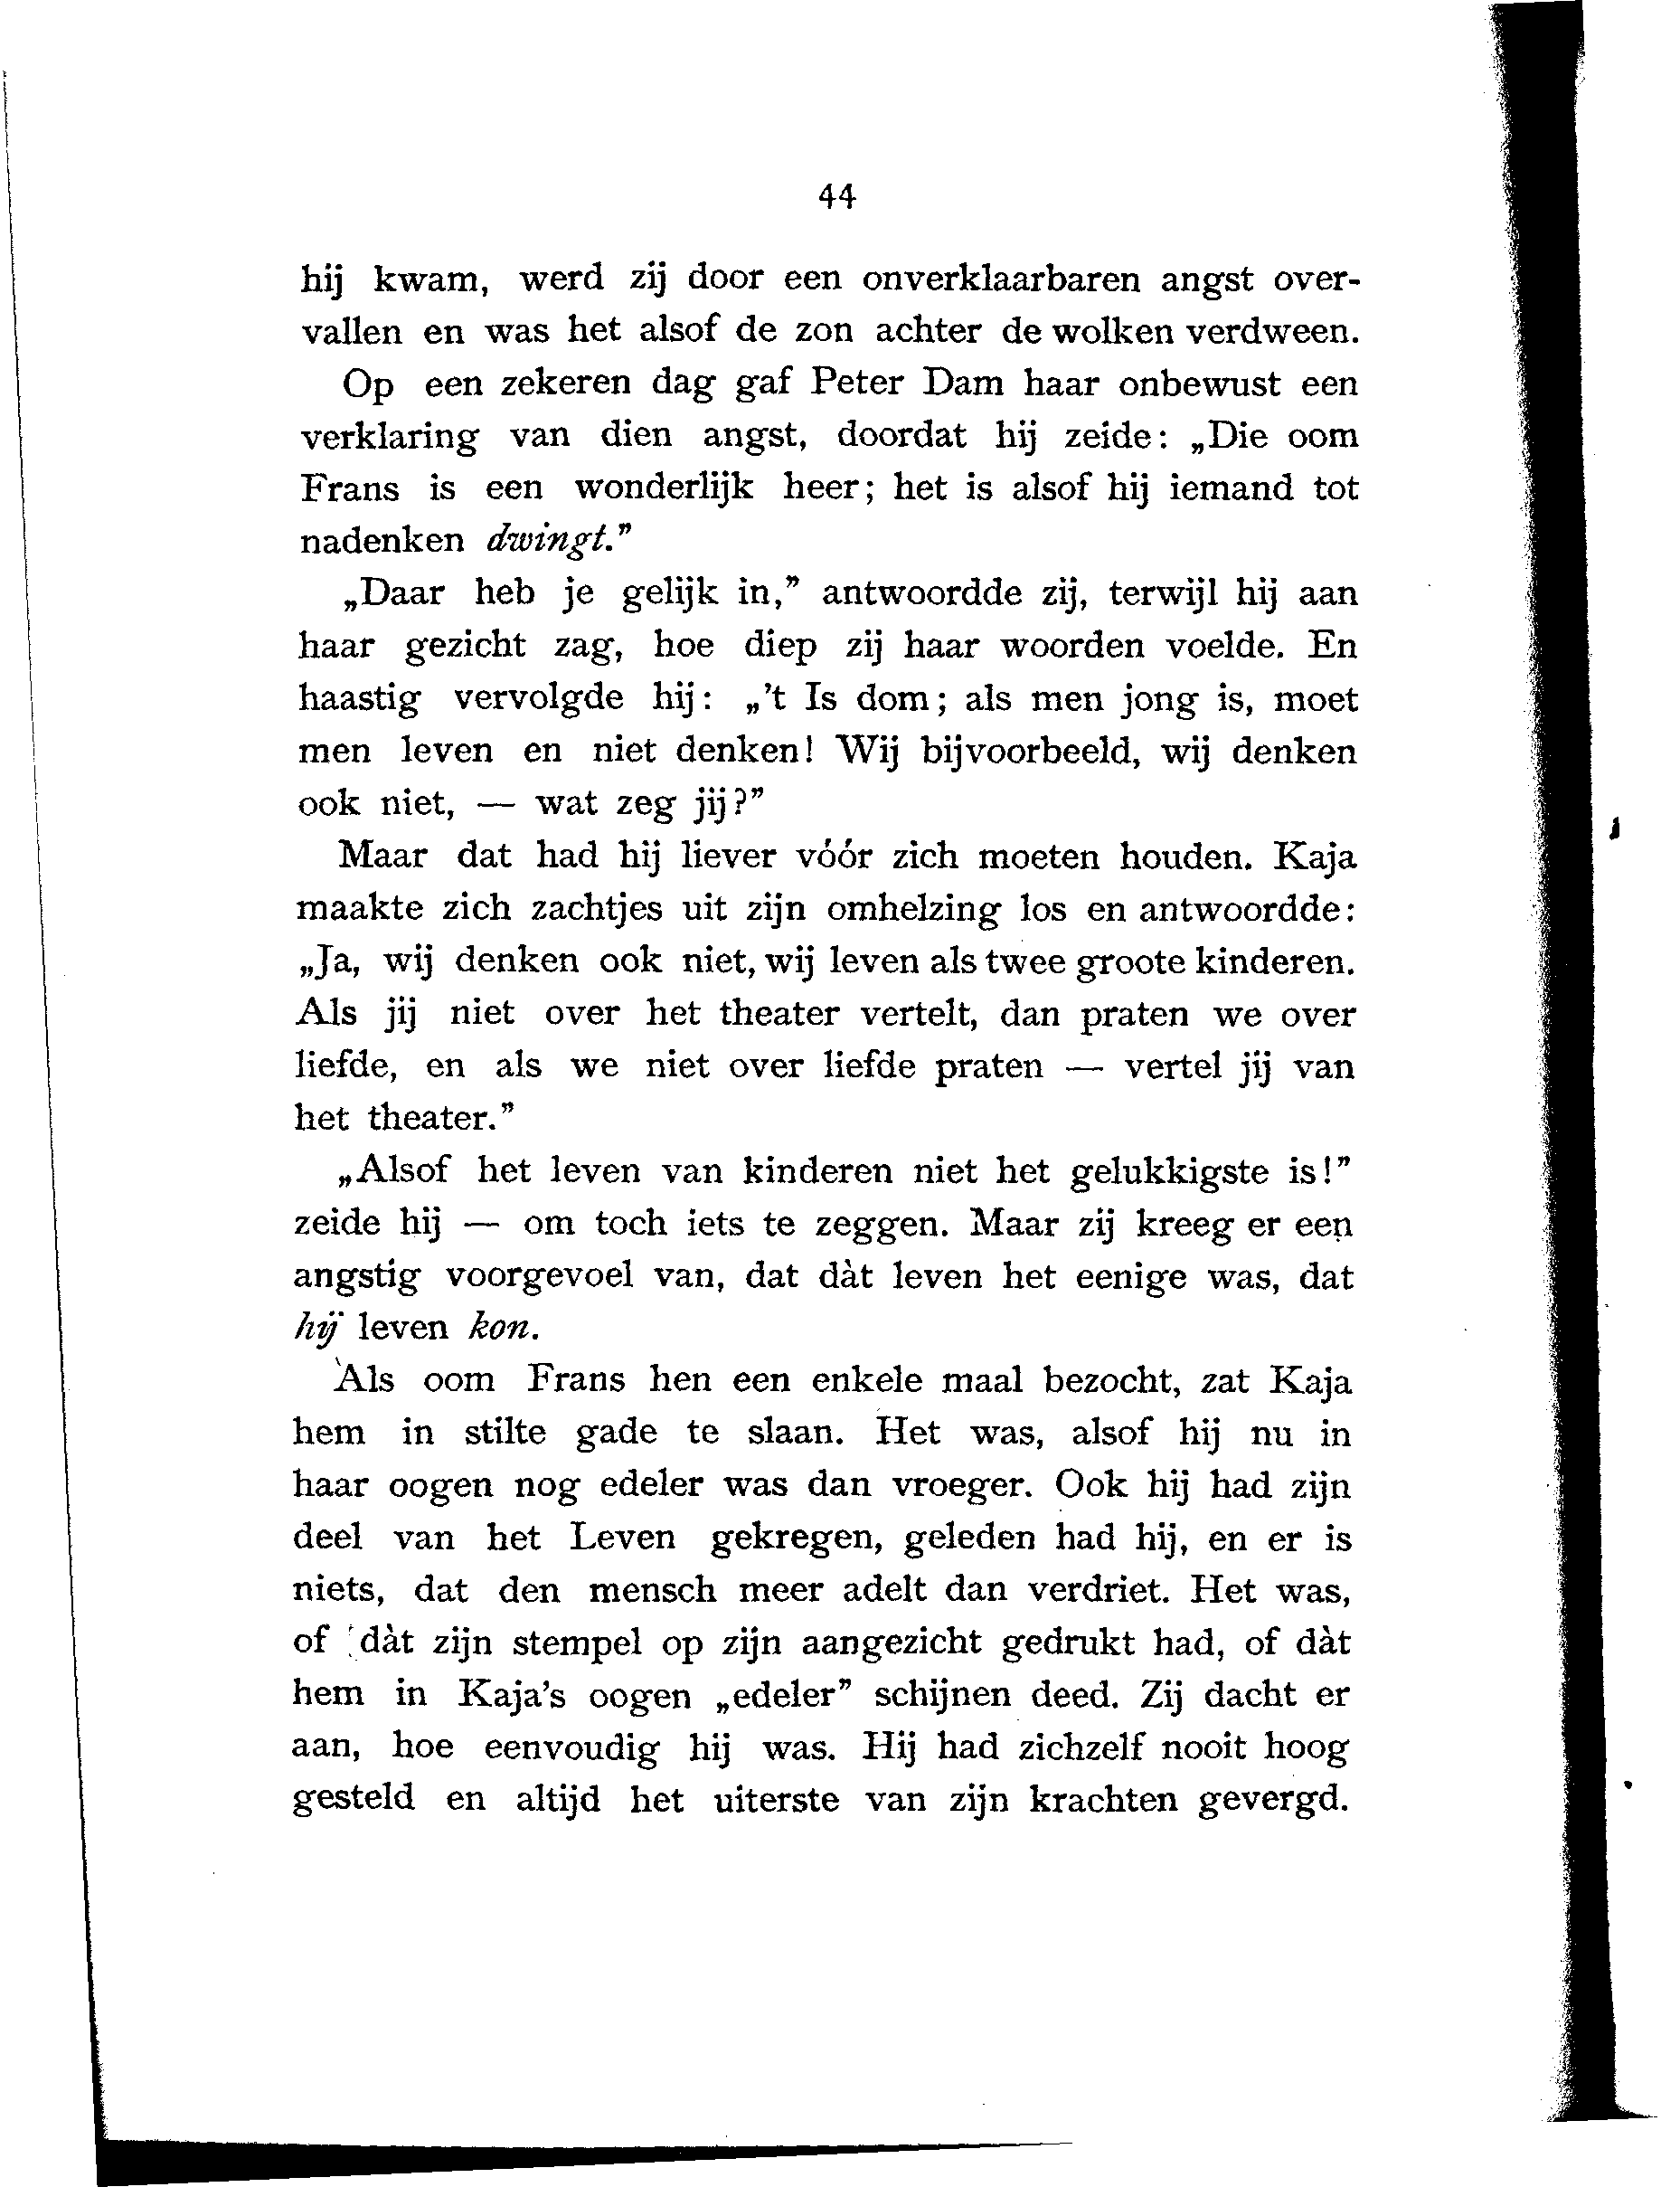 44
hij kwam, werd zij door een onverklaarbaren angst over-
vallen en was het alsof de zon achter de wolken verdween.
Op een zekeren dag gaf Peter Dam haar onbewust een
verklaring van dien angst, doordat hij zeide: „Die oom
Frans is een wonderlijk heer; het is alsof hij iemand tot
nadenken dwingt.”
„Daar heb je gelijk in,” antwoordde zij, terwijl hij aan
haar gezicht zag, hoe diep zij haar woorden voelde. En
haastig vervolgde hij: „’t Is dom; als men jong is, moet
men leven en niet denken! Wij bijvoorbeeld, wij denken
ook niet, — wat zeg jij?”
Maar dat had hij liever vóór zich moeten houden. Kaja
maakte zich zachtjes uit zijn omhelzing los en antwoordde:
„Ja, wij denken ook niet, wij leven als twee groote kinderen.
Als jij niet over het theater vertelt, dan praten we over
liefde, en als we niet over liefde praten — vertel jij van
het theater.”
„Alsof het leven van kinderen niet het gelukkigste is!”
zeide hij — om toch iets te zeggen. Maar zij kreeg er een
angstig voorgevoel van, dat dàt leven het eenige was, dat
hij leven kon.
Als oom Frans hen een enkele maal bezocht, zat Kaja
hem in stilte gade te slaan. Het was, alsof hij nu in
haar oogen nog edeler was dan vroeger. Ook hij had zijn
deel van het Leven gekregen, geleden had hij, en er is
niets, dat den mensch meer adelt dan verdriet. Het was,
of dàt zijn stempel op zijn aangezicht gedrukt had, of dàt
hem in Kaja’s oogen „edeler” schijnen deed. Zij dacht er
aan, hoe eenvoudig hij was. Hij had zichzelf nooit hoog
gesteld en altijd het uiterste van zijn krachten gevergd.